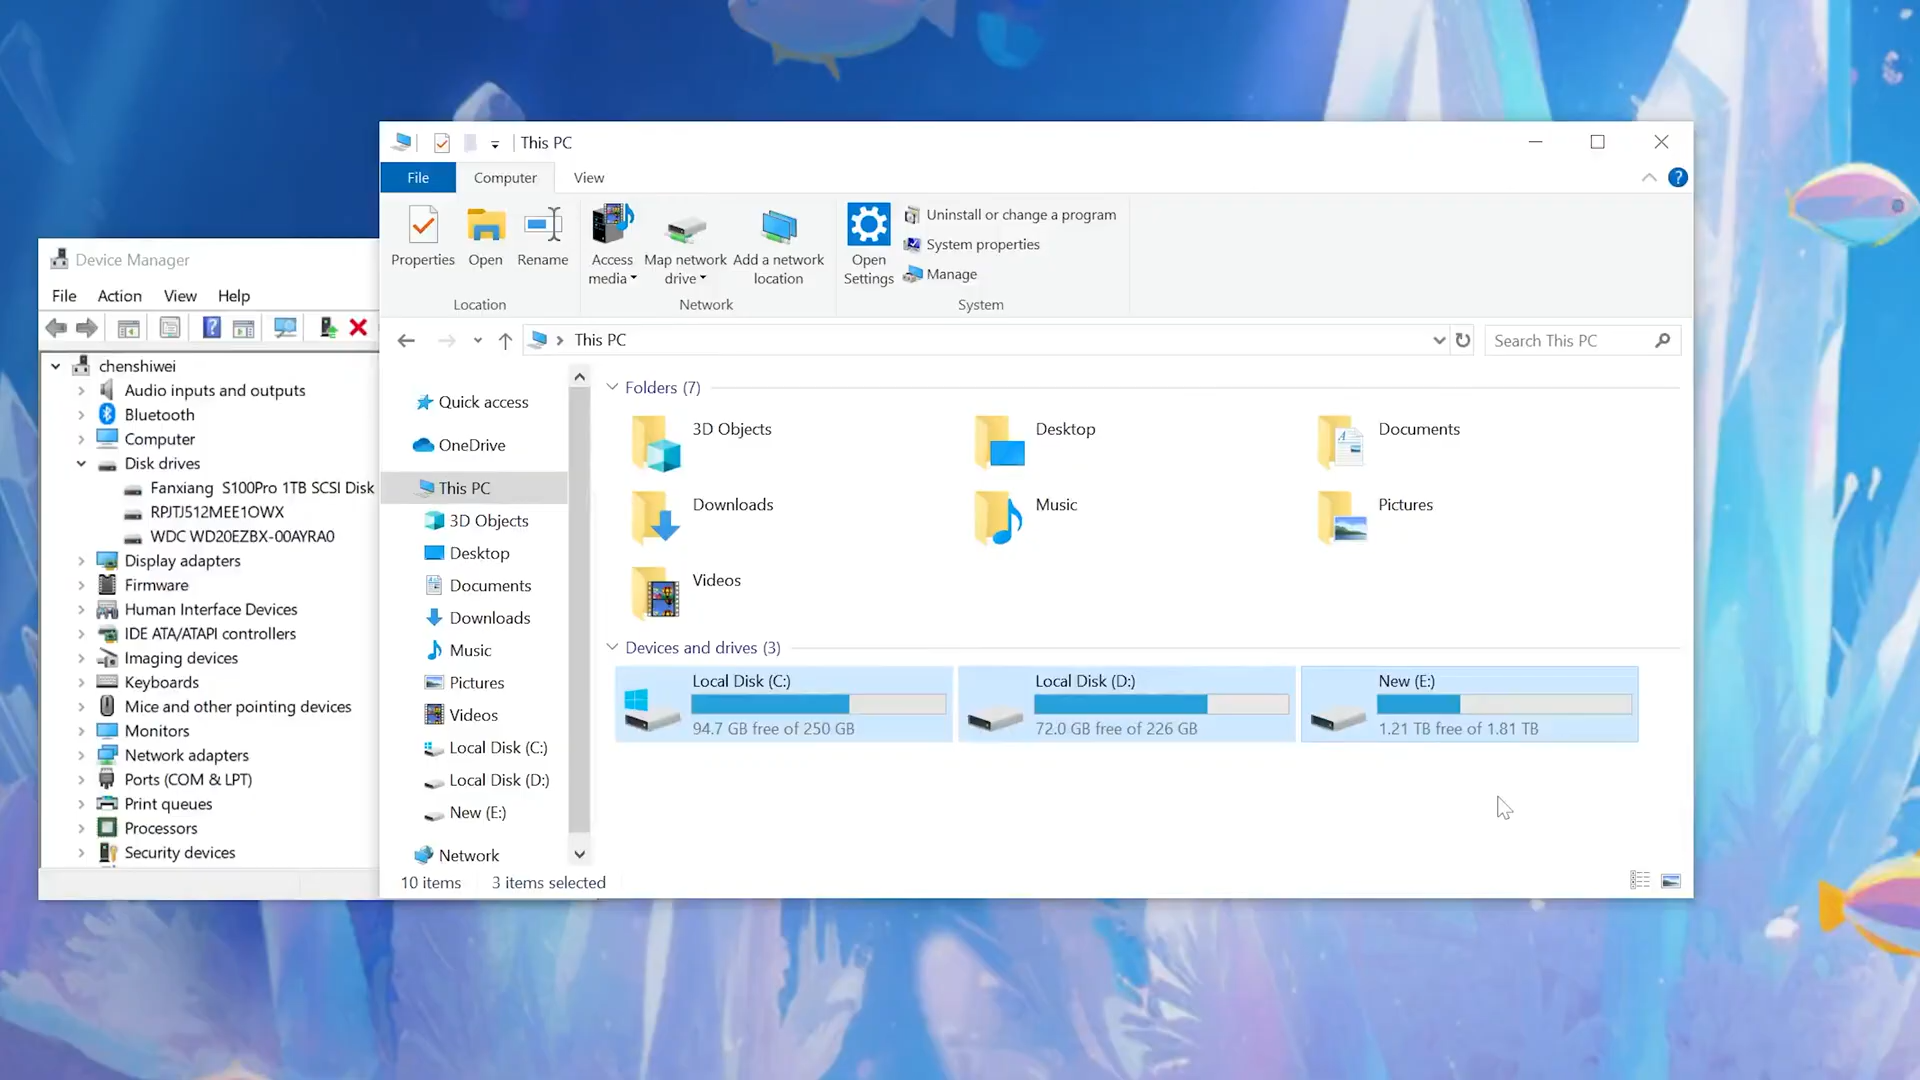 This PC
File
Computer
View
?
Properties
Open
Rename
Access media
Map network drive
Add a network location
Open Settings
Uninstall or change a program
System properties
Manage
Location
Network
System
This PC
Search This PC
Device Manager
File
Action
View
Help
?
chenshiwei
Audio inputs and outputs
Bluetooth
Computer
Disk drives
Fanxiang S100Pro 1TB SCSI Disk
RPJTJ512MEE1OWX
WDC WD20EZBX-00AYRA0
Display adapters
Firmware
Human Interface Devices
IDE ATA/ATAPI controllers
Imaging devices
Keyboards
Mice and other pointing devices
Monitors
Network adapters
Ports (COM & LPT)
Print queues
Processors
Security devices
Quick access
OneDrive
This PC
3D Objects
Desktop
Documents
Downloads
Music
Pictures
Videos
Local Disk (C:)
Local Disk (D:)
New (E:)
Network
Folders (7)
3D Objects
Desktop
Documents
Downloads
Music
Pictures
Videos
Devices and drives (3)
Local Disk (C:)
94.7 GB free of 250 GB
Local Disk (D:)
72.0 GB free of 226 GB
New (E:)
1.21 TB free of 1.81 TB
10 items
3 items selected